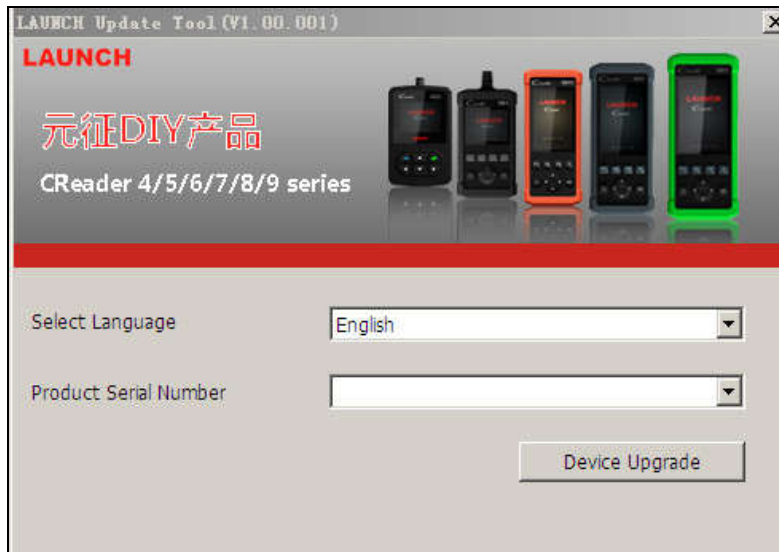 LAUNCH Update Tool(V1.00.001)
LAUNCH
元征DIY产品
CReader 4/5/6/7/8/9 series
Select Language
English
Product Serial Number
Device Upgrade